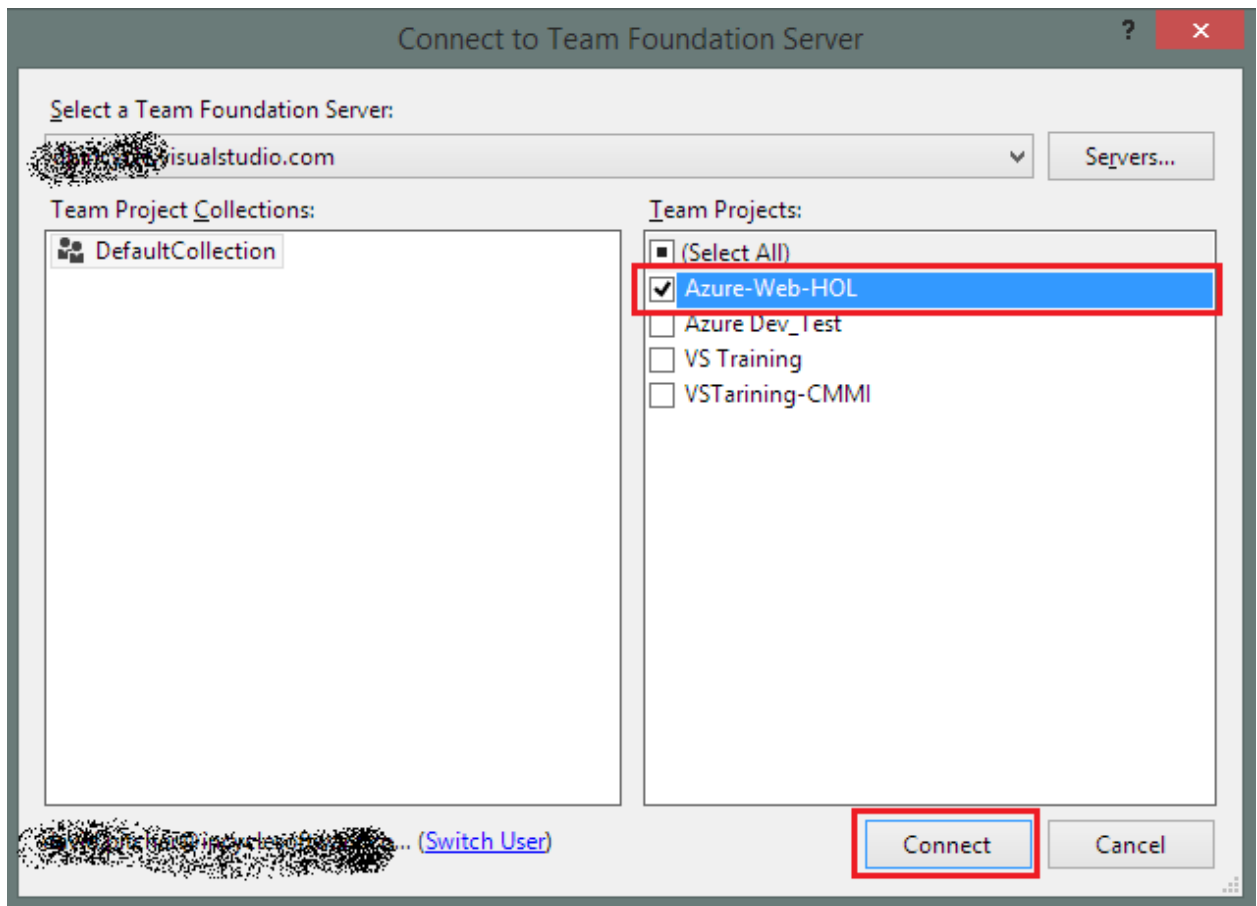 Connect to Team Foundation Server
?
Select a Team Foundation Server:
visualstudio.com
Servers...
Team Project Collections:
Team Projects:
DefaultCollection
(Select All)
Azure-Web-HOL
Azure Dev_Test
VS Training
VSTarining-CMMI
... (Switch User)
Connect
Cancel